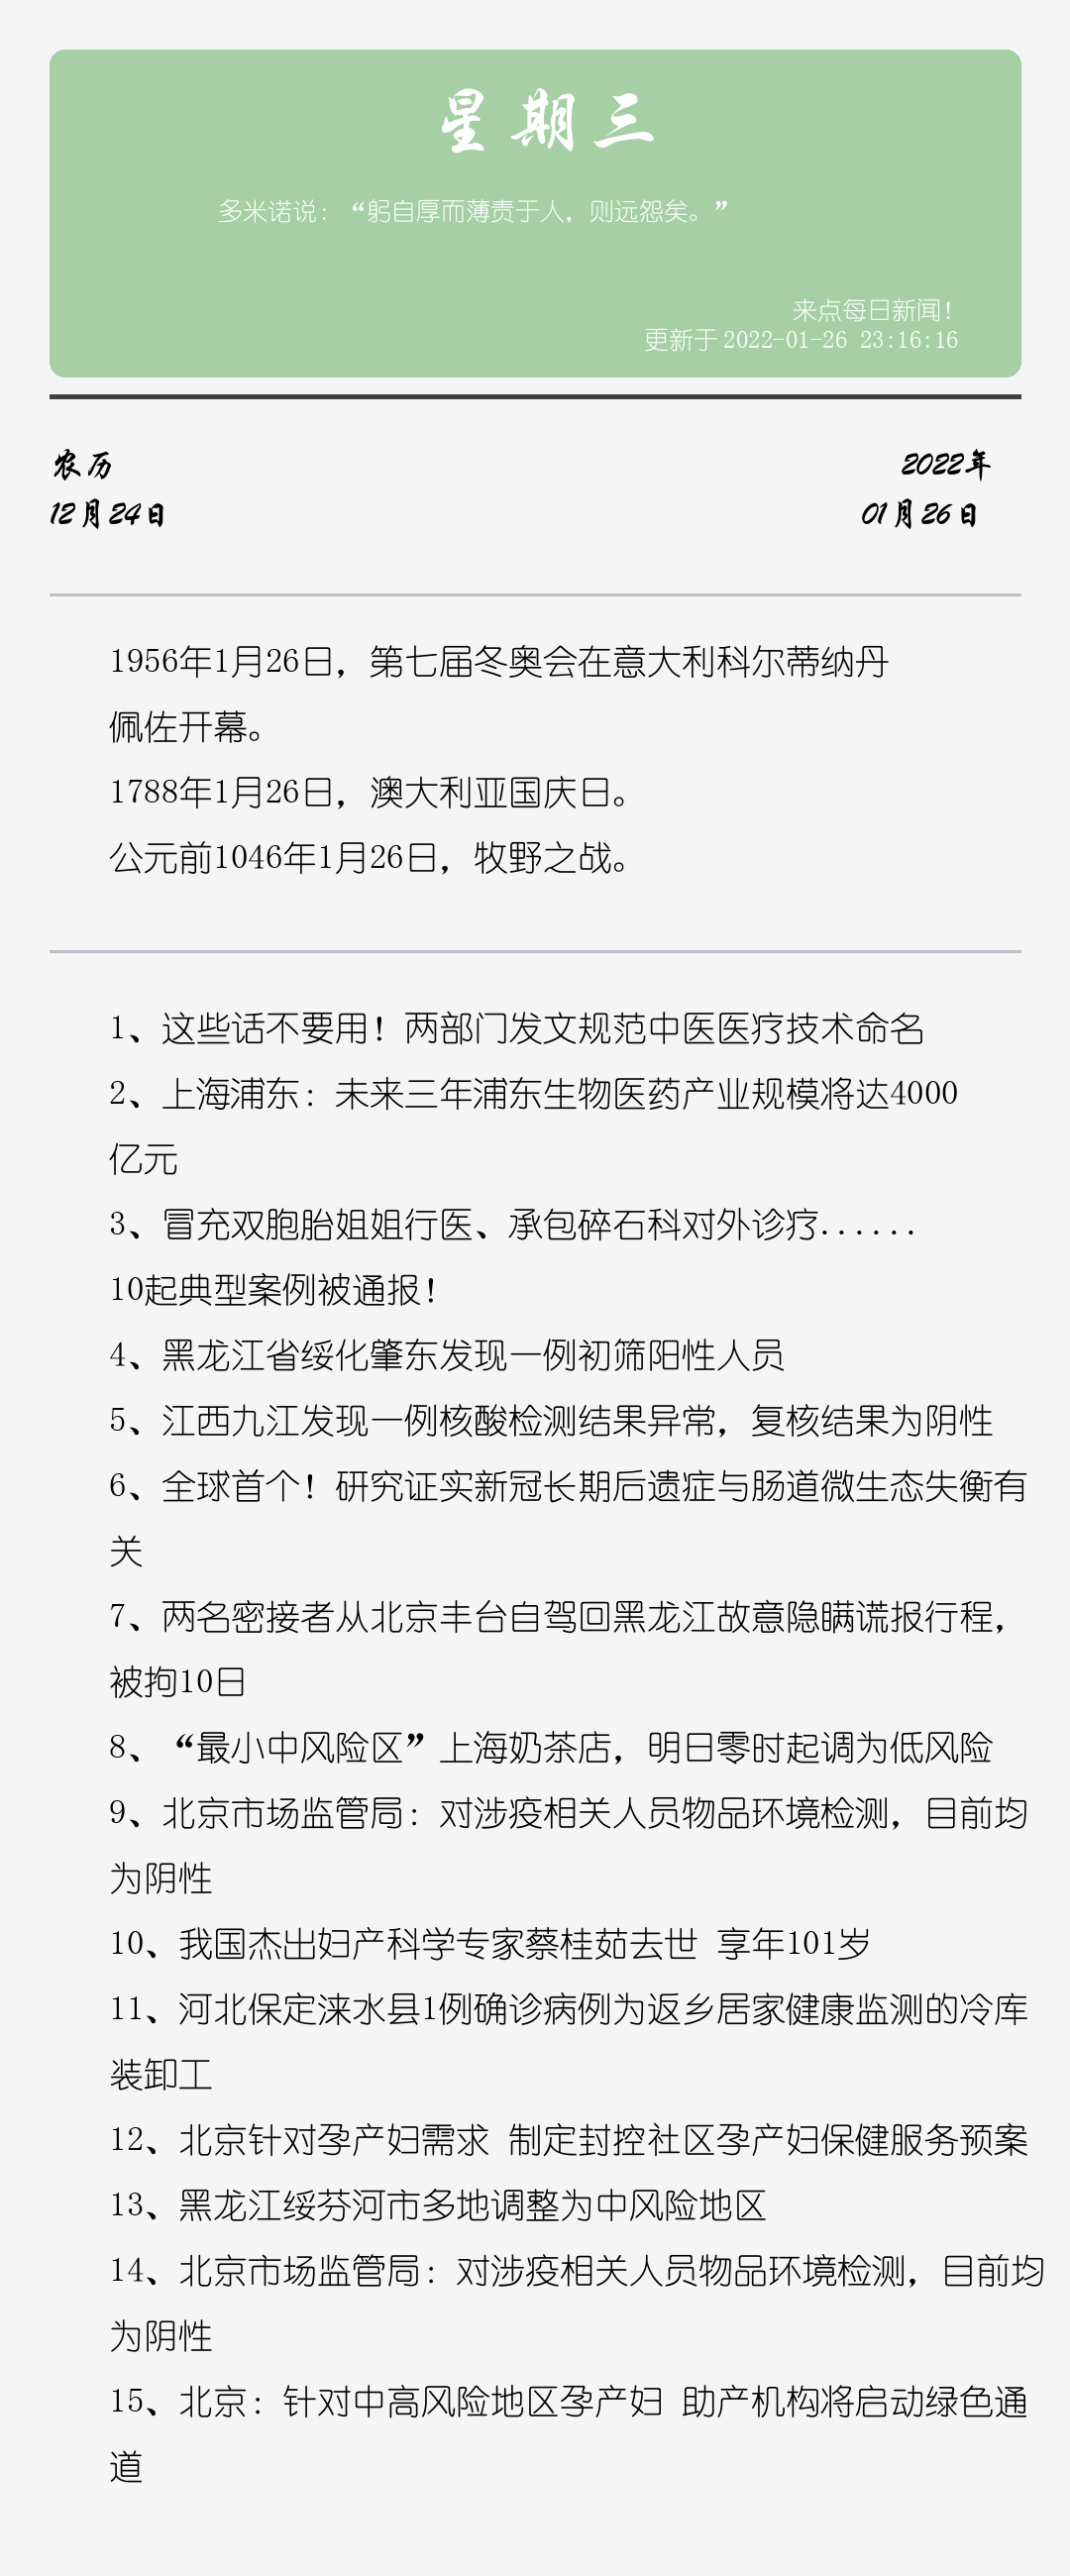 星期三
多米诺说：“躬自厚而薄责于人，则远怨矣。”
来点每日新闻！
更新于2022-01-26 23:16:16
农历
12月24日
2022年
01月26日
1956年1月26日，第七届冬奥会在意大利科尔蒂纳丹
佩佐开幕。
1788年1月26日，澳大利亚国庆日。
公元前1046年1月26日，牧野之战。
1、这些话不要用！两部门发文规范中医医疗技术命名
2、上海浦东：未来三年浦东生物医药产业规模将达4000
亿元
3、冒充双胞胎姐姐行医、承包碎石科对外诊疗......
10起典型案例被通报！
4、黑龙江省绥化肇东发现一例初筛阳性人员
5、江西九江发现一例核酸检测结果异常，复核结果为阴性
6、全球首个！研究证实新冠长期后遗症与肠道微生态失衡有
关
7、两名密接者从北京丰台自驾回黑龙江故意隐瞒谎报行程，
被拘10日
8、“最小中风险区”上海奶茶店，明日零时起调为低风险
9、北京市场监管局：对涉疫相关人员物品环境检测，目前均
为阴性
10、我国杰出妇产科学专家蔡桂茹去世 享年101岁
11、河北保定涞水县1例确诊病例为返乡居家健康监测的冷库
装卸工
12、北京针对孕产妇需求 制定封控社区孕产妇保健服务预案
13、黑龙江绥芬河市多地调整为中风险地区
14、北京市场监管局：对涉疫相关人员物品环境检测，目前均
为阴性
15、北京：针对中高风险地区孕产妇 助产机构将启动绿色通
道